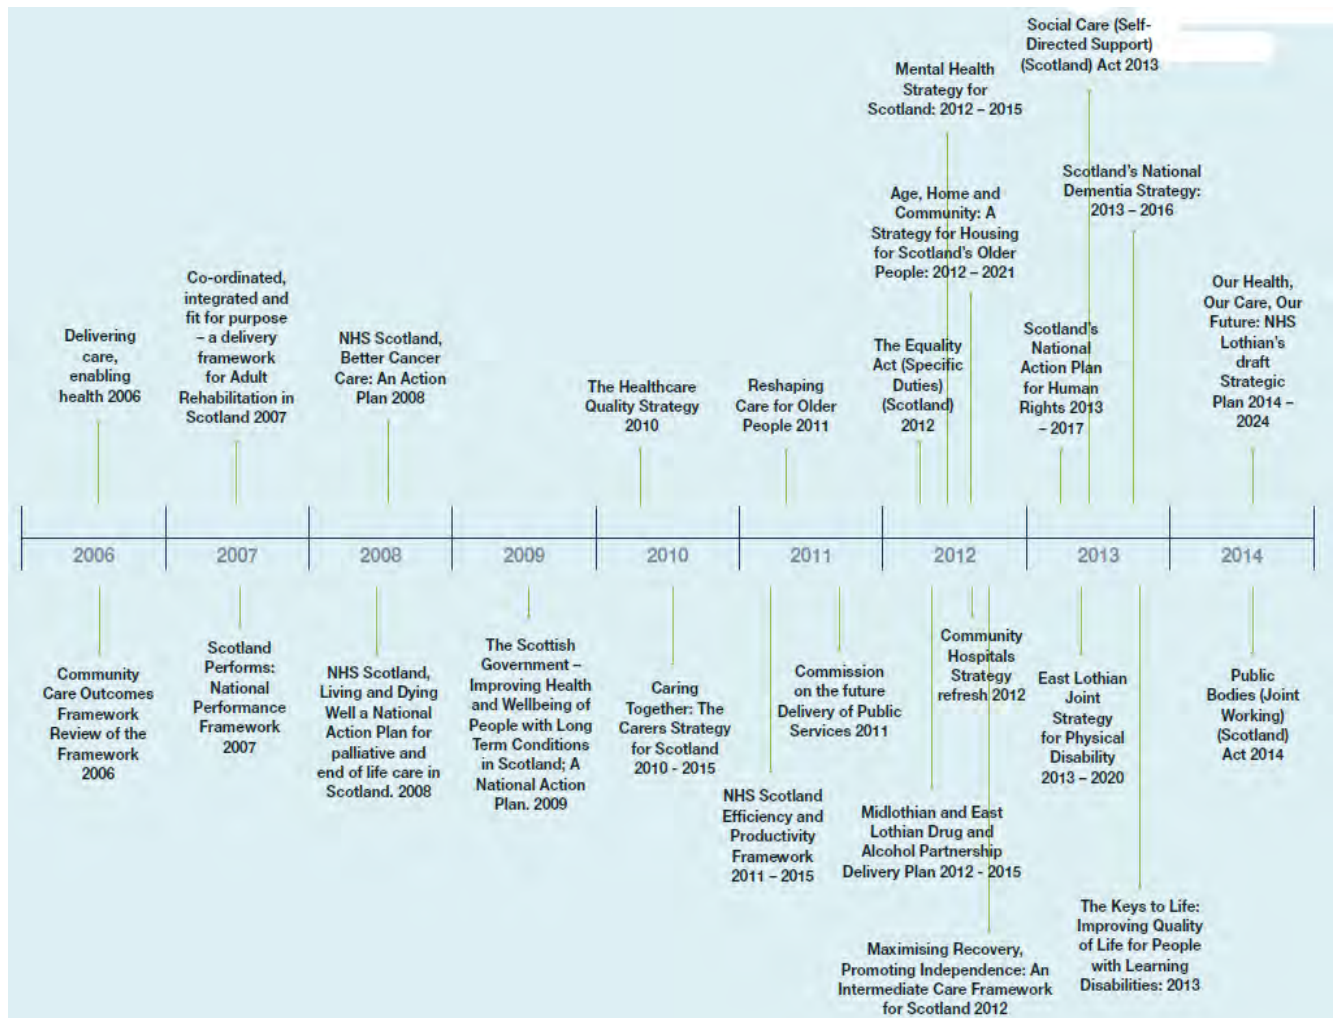 Delivering
care,
enabling
health 2006
Co-ordinated,
integrated and
fit for purpose
– a delivery
framework
for Adult
Rehabilitation in
Scotland 2007
NHS Scotland,
Better Cancer
Care: An Action
Plan 2008
The Healthcare
Quality Strategy
2010
Reshaping
Care for Older
People 2011
Mental Health
Strategy for
Scotland: 2012 – 2015
Age, Home and
Community: A
Strategy for Housing
for Scotland's Older
People: 2012 – 2021
The Equality
Act (Specific
Duties)
(Scotland)
2012
Social Care (Self-
Directed Support)
(Scotland) Act 2013
Scotland's National
Dementia Strategy:
2013 – 2016
Scotland's
National
Action Plan
for Human
Rights 2013
– 2017
Our Health,
Our Care, Our
Future: NHS
Lothian's
draft
Strategic
Plan 2014 –
2024
2006
2007
2008
2009
2010
2011
2012
2013
2014
Community
Care Outcomes
Framework
Review of the
Framework
2006
Scotland
Performs:
National
Performance
Framework
2007
NHS Scotland,
Living and Dying
Well a National
Action Plan for
palliative and
end of life care in
Scotland. 2008
The Scottish
Government –
Improving Health
and Wellbeing of
People with Long
Term Conditions
in Scotland; A
National Action
Plan. 2009
Caring
Together: The
Carers Strategy
for Scotland
2010 - 2015
NHS Scotland
Efficiency and
Productivity
Framework
2011 – 2015
Commission
on the future
Delivery of Public
Services 2011
Midlothian and East
Lothian Drug and
Alcohol Partnership
Delivery Plan 2012 - 2015
Community
Hospitals
Strategy
refresh 2012
Maximising Recovery,
Promoting Independence: An
Intermediate Care Framework
for Scotland 2012
East Lothian
Joint
Strategy
for Physical
Disability
2013 – 2020
The Keys to Life:
Improving Quality
of Life for People
with Learning
Disabilities: 2013
Public
Bodies (Joint
Working)
(Scotland)
Act 2014